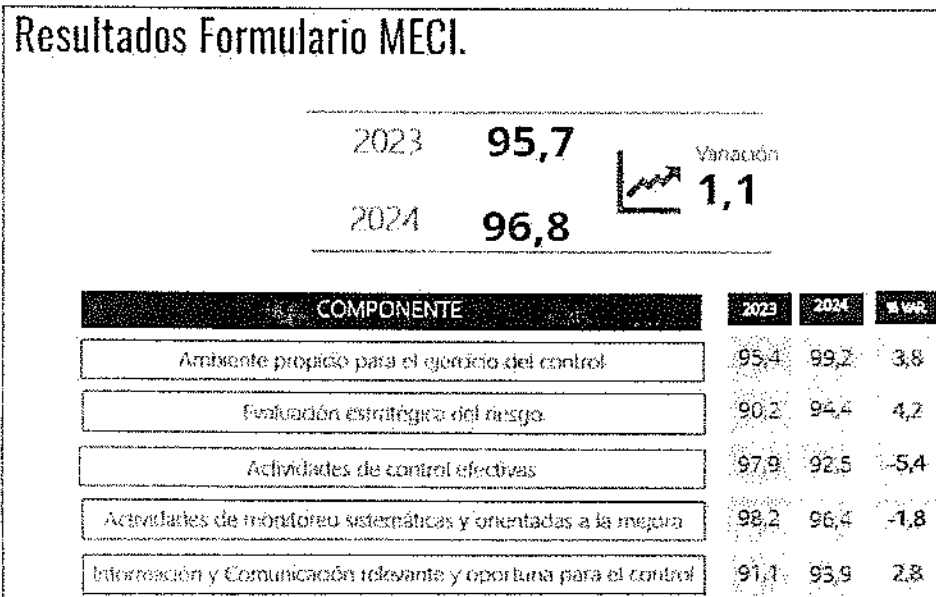 Resultados Formulario MECI.
2023 95,7
Variación
1,1
2024 96,8
COMPONENTE 2023 2024 % VAR
Ambiente propicio para el ejercicio del control 95,4 99,2 3,8
Evaluación estratégica del riesgo 90,2 94,4 4,2
Actividades de control efectivas 97,9 92,5 -5,4
Actividades de monitoreo sistemáticas y orientadas a la mejora 98,2 96,4 -1,8
Información y Comunicación relevante y oportuna para el control 91,1 93,9 2,8